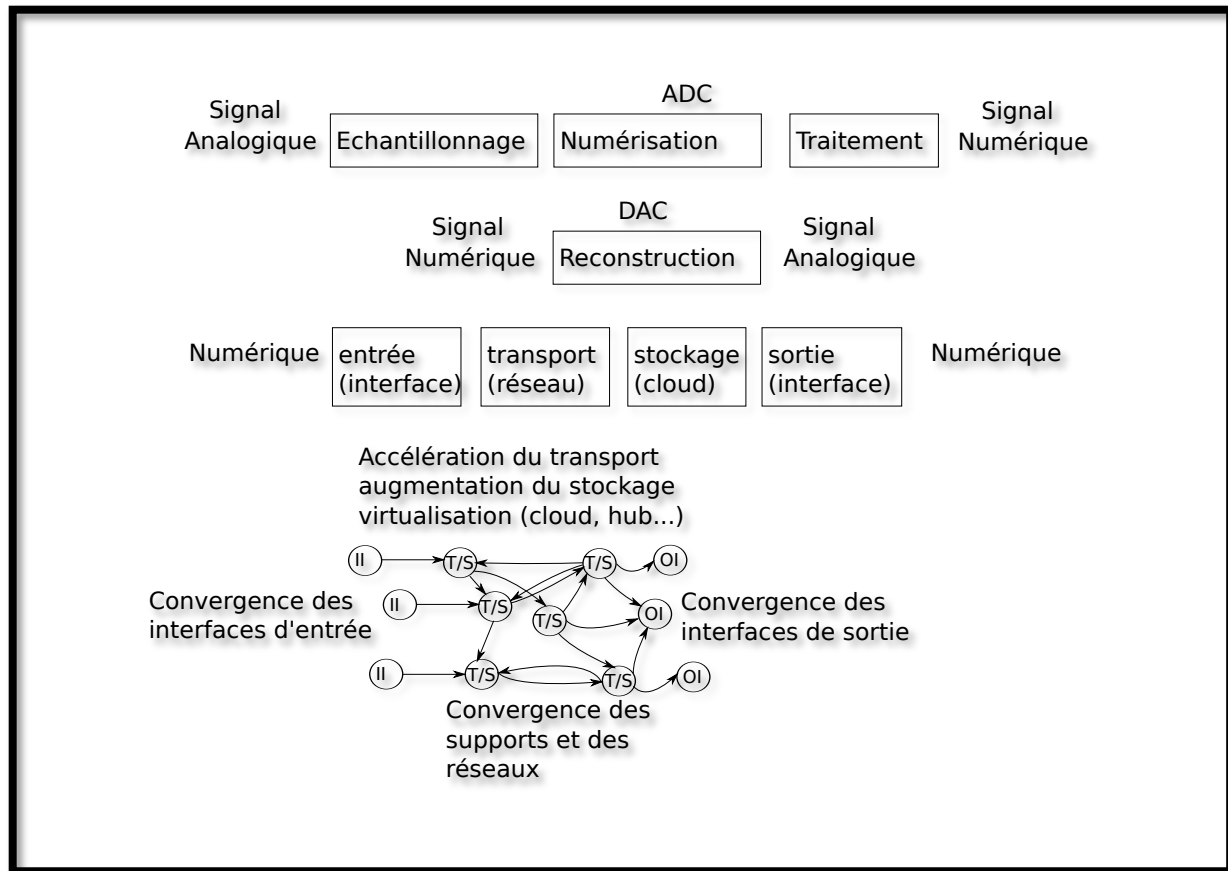 ADC
Signal
Analogique
Echantillonnage
Numérisation
Traitement
Signal
Numérique
DAC
Signal
Numérique
Reconstruction
Signal
Analogique
Numérique
entrée
(interface)
transport
(réseau)
stockage
(cloud)
sortie
(interface)
Numérique
Accélération du transport
augmentation du stockage
virtualisation (cloud, hub...)
II
T/S
T/S
OI
Convergence des
interfaces d'entrée
II
T/S
T/S
OI
Convergence des
interfaces de sortie
II
T/S
T/S
OI
Convergence des
supports et des
réseaux